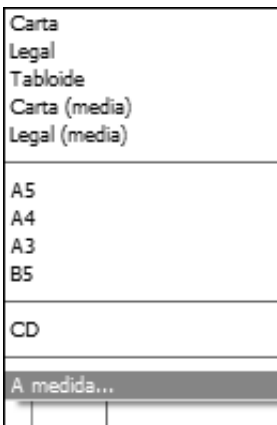 Carta
Legal
Tabloide
Carta (media)
Legal (media)
A5
A4
A3
B5
CD
A medida...